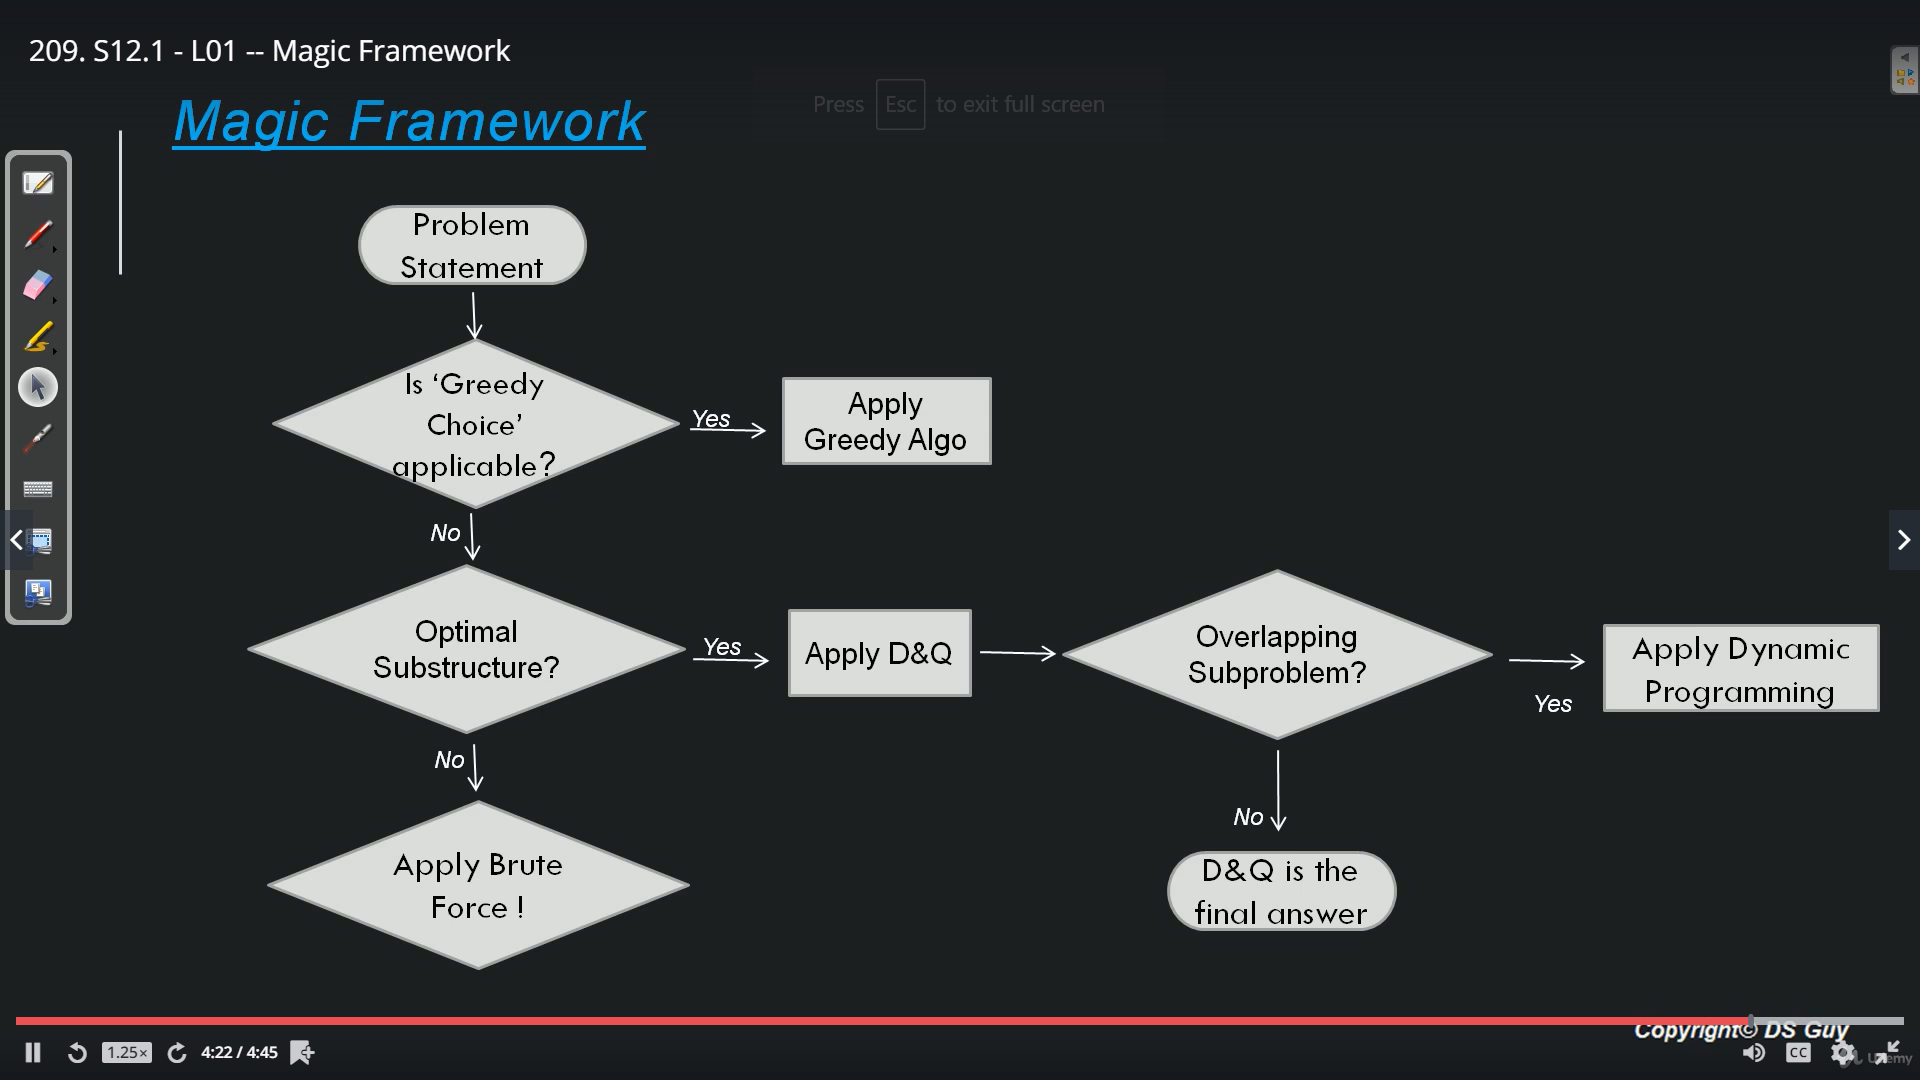 209. S12.1 - L01 -- Magic Framework
Press Esc to exit full screen
Magic Framework
Problem
Statement
Is ‘Greedy
Choice’
applicable?
Yes
Apply
Greedy Algo
No
Optimal
Substructure?
Yes
Apply D&Q
Overlapping
Subproblem?
Yes
Apply Dynamic
Programming
No
Apply Brute
Force !
No
D&Q is the
final answer
Copyright© DS Guy
1.25×
4:22 / 4:45
CC
Udemy